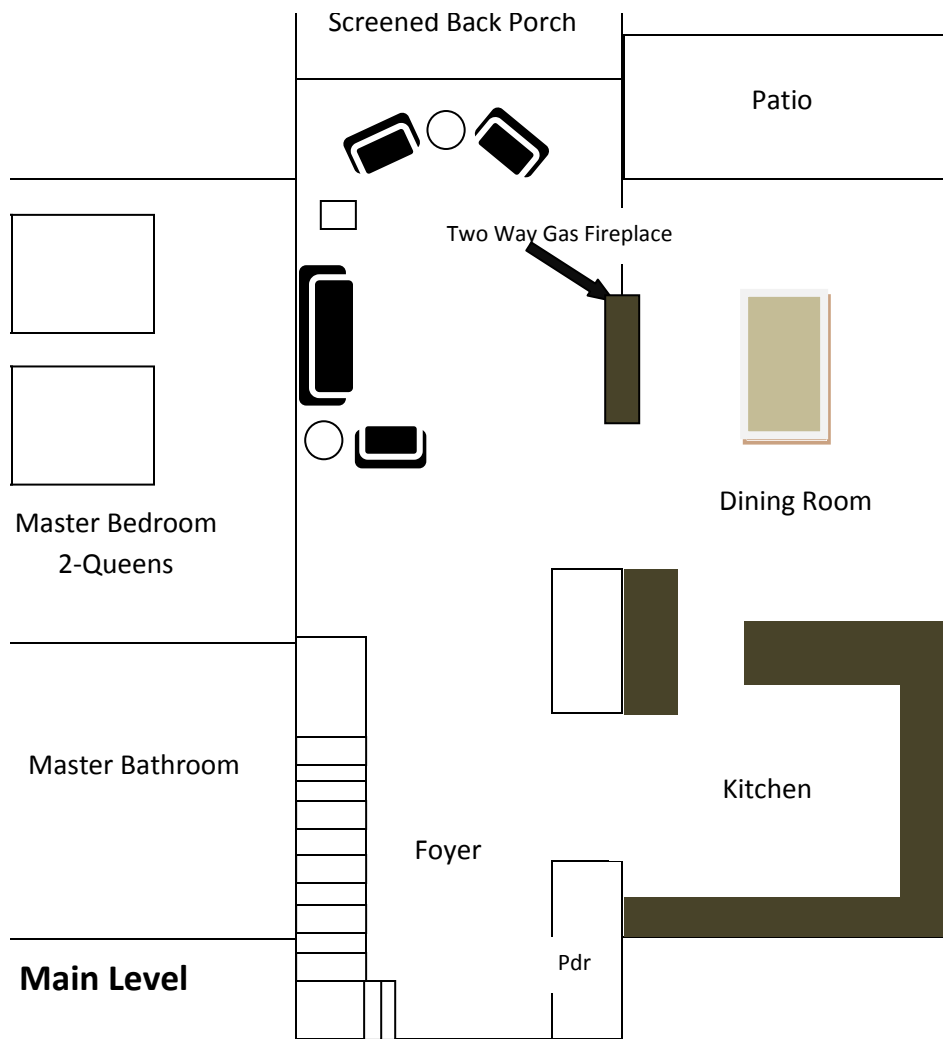 Screened Back Porch
Patio
Two Way Gas Fireplace
Dining Room
Master Bedroom
2-Queens
Master Bathroom
Kitchen
Foyer
Pdr
Main Level